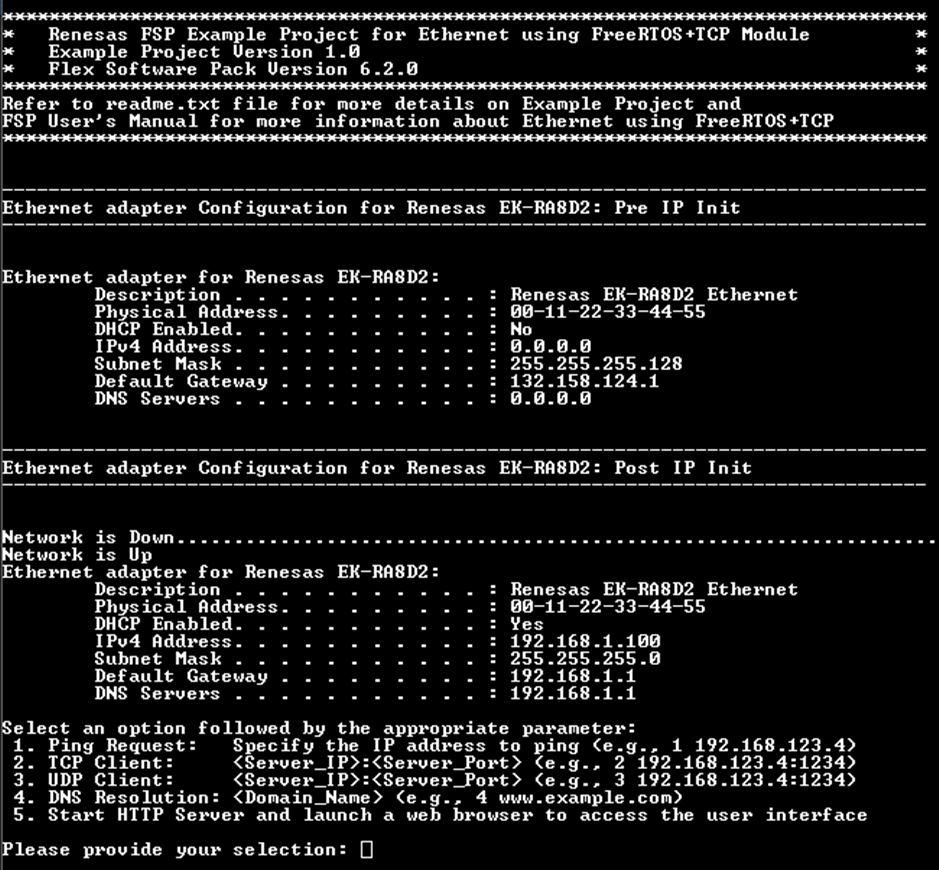 ********************************************************************************
*   Renesas FSP Example Project for Ethernet using FreeRTOS+TCP Module         *
*   Example Project Version 1.0                                                *
*   Flex Software Pack Version 6.2.0                                           *
********************************************************************************
Refer to readme.txt file for more details on Example Project and
FSP User's Manual for more information about Ethernet using FreeRTOS+TCP
********************************************************************************
--------------------------------------------------------------------------------
Ethernet adapter Configuration for Renesas EK-RA8D2: Pre IP Init
--------------------------------------------------------------------------------
Ethernet adapter for Renesas EK-RA8D2:
        Description . . . . . . . . . . . : Renesas EK-RA8D2 Ethernet
        Physical Address. . . . . . . . . : 00-11-22-33-44-55
        DHCP Enabled. . . . . . . . . . . : No
        IPv4 Address. . . . . . . . . . . : 0.0.0.0
        Subnet Mask . . . . . . . . . . . : 255.255.255.128
        Default Gateway . . . . . . . . . : 132.158.124.1
        DNS Servers . . . . . . . . . . . : 0.0.0.0
--------------------------------------------------------------------------------
Ethernet adapter Configuration for Renesas EK-RA8D2: Post IP Init
--------------------------------------------------------------------------------
Network is Down..................................................................
Network is Up
Ethernet adapter for Renesas EK-RA8D2:
        Description . . . . . . . . . . . : Renesas EK-RA8D2 Ethernet
        Physical Address. . . . . . . . . : 00-11-22-33-44-55
        DHCP Enabled. . . . . . . . . . . : Yes
        IPv4 Address. . . . . . . . . . . : 192.168.1.100
        Subnet Mask . . . . . . . . . . . : 255.255.255.0
        Default Gateway . . . . . . . . . : 192.168.1.1
        DNS Servers . . . . . . . . . . . : 192.168.1.1
Select an option followed by the appropriate parameter:
 1. Ping Request:   Specify the IP address to ping (e.g., 1 192.168.123.4)
 2. TCP Client:     <Server_IP>:<Server_Port> (e.g., 2 192.168.123.4:1234)
 3. UDP Client:     <Server_IP>:<Server_Port> (e.g., 3 192.168.123.4:1234)
 4. DNS Resolution: <Domain_Name> (e.g., 4 www.example.com)
 5. Start HTTP Server and launch a web browser to access the user interface
Please provide your selection: